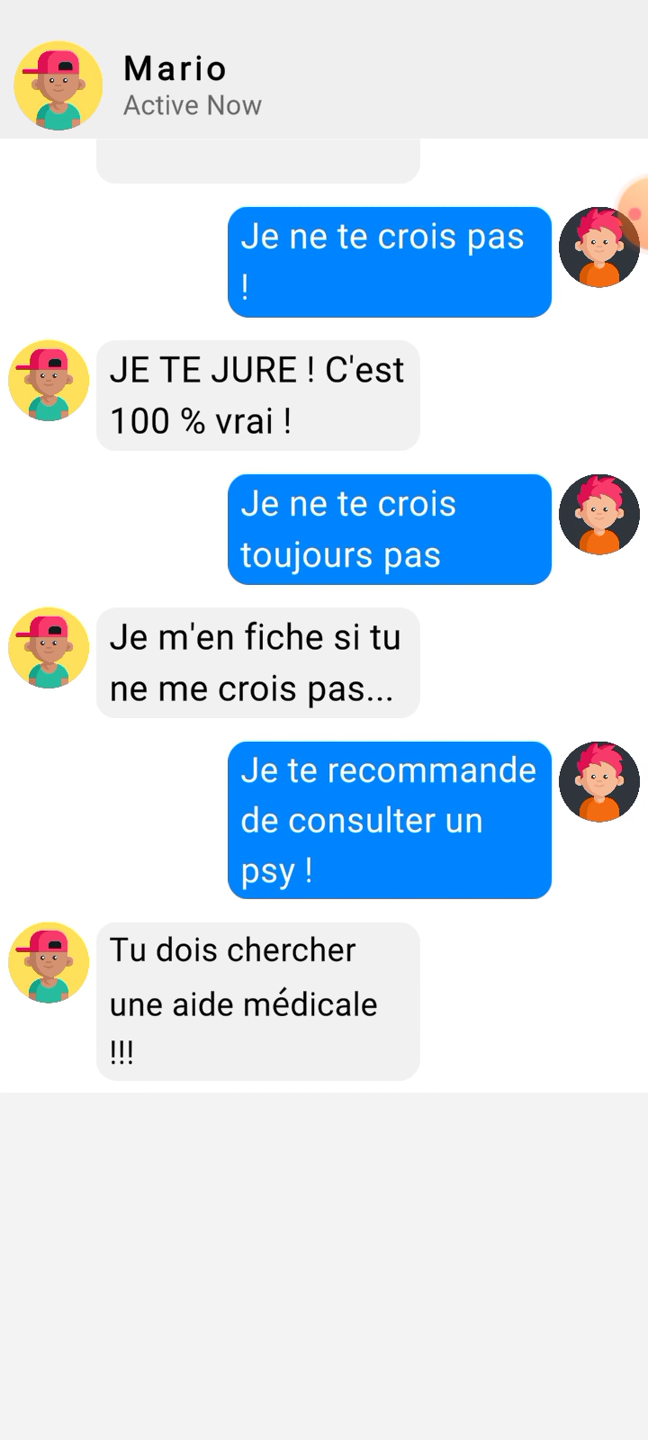 Mario
Active Now
Je ne te crois pas
!
JE TE JURE ! C'est
100 % vrai !
Je ne te crois
toujours pas
Je m'en fiche si tu
ne me crois pas...
Je te recommande
de consulter un
psy !
Tu dois chercher
une aide médicale
!!!